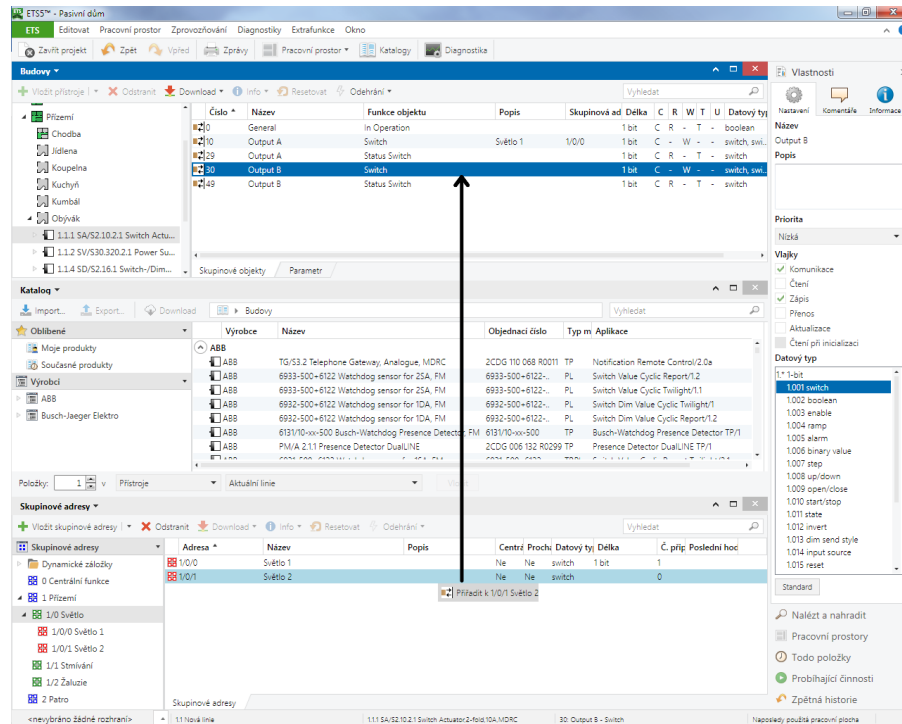 ETS5™ - Pasivní dům
ETS Editovat Pracovní prostor Zprovozňování Diagnostiky Extrafunkce Okno
Zavřít projekt Zpět Vpřed Zprávy Pracovní prostor Katalogy Diagnostika
Budovy
Vložit přístroje Odstranit Download Info Resetovat Odehrání Vyhledat
Přízemí
Chodba
Jídelna
Koupelna
Kuchyň
Kumbál
Obývák
1.1.1 SA/S2.10.2.1 Switch Actu...
1.1.2 SV/S30.320.2.1 Power Su...
1.1.4 SD/S2.16.1 Switch-/Dim...
Číslo Název Funkce objektu Popis Skupinová ad Délka C R W T U Datový typ
0 General In Operation 1 bit C R - T - boolean
10 Output A Switch Světlo 1 1/0/0 1 bit C - W - - switch, swi...
29 Output A Status Switch 1 bit C R - T - switch
30 Output B Switch 1 bit C - W - - switch, swi...
49 Output B Status Switch 1 bit C R - T - switch
Skupinové objekty Parametr
Katalog
Import... Export... Download Budovy Vyhledat
Oblíbené
Moje produkty
Současné produkty
Výrobci
ABB
Busch-Jaeger Elektro
Výrobce Název Objednací číslo Typ m Aplikace
ABB
ABB TG/S3.2 Telephone Gateway, Analogue, MDRC 2CDG 110 068 R0011 TP Notification Remote Control/2.0a
ABB 6933-500+6122 Watchdog sensor for 2SA, FM 6933-500+6122-.. PL Switch Value Cyclic Report/1.2
ABB 6933-500+6122 Watchdog sensor for 2SA, FM 6933-500+6122-.. PL Switch Value Cyclic Twilight/1.1
ABB 6932-500+6122 Watchdog sensor for 1DA, FM 6932-500+6122-.. PL Switch Dim Value Cyclic Twilight/1
ABB 6932-500+6122 Watchdog sensor for 1DA, FM 6932-500+6122-.. PL Switch Dim Value Cyclic Report/1.2
ABB 6131/10-xx-500 Busch-Watchdog Presence Detector, FM 6131/10-xx-500 TP Busch-Watchdog Presence Detector TP/1
ABB PM/A 2.1.1 Presence Detector DualLINE 2CDG 006 132 R0299 TP Presence Detector DualLINE TP/1
Položky: 1 v Přístroje Aktuální linie
Skupinové adresy
Vložit skupinové adresy Odstranit Download Info Resetovat Odehrání Vyhledat
Skupinové adresy
Dynamické záložky
0 Centrální funkce
1 Přízemí
1/0 Světlo
1/0/0 Světlo 1
1/0/1 Světlo 2
1/1 Stmívání
1/2 Žaluzie
2 Patro
Adresa Název Popis Centrá Prochá Datový typ Délka Č. přip Poslední hod
1/0/0 Světlo 1 Ne Ne switch 1 bit 1
1/0/1 Světlo 2 Ne Ne switch 0
Přiřadit k 1/0/1 Světlo 2
Skupinové adresy
Vlastnosti
Nastavení Komentáře Informace
Název
Output B
Popis
Priorita
Nízká
Vlajky
Komunikace
Čtení
Zápis
Přenos
Aktualizace
Čtení při inicializaci
Datový typ
1.* 1-bit
1.001 switch
1.002 boolean
1.003 enable
1.004 ramp
1.005 alarm
1.006 binary value
1.007 step
1.008 up/down
1.009 open/close
1.010 start/stop
1.011 state
1.012 invert
1.013 dim send style
1.014 input source
1.015 reset
Standard
Nalézt a nahradit
Pracovní prostory
Todo položky
Probíhající činnosti
Zpětná historie
<nevybráno žádné rozhraní> 1.1 Nová linie 1.1.1 SA/S2.10.2.1 Switch Actuator,2-fold,10A,MDRC 30: Output B - Switch Naposledy použitá pracovní plocha